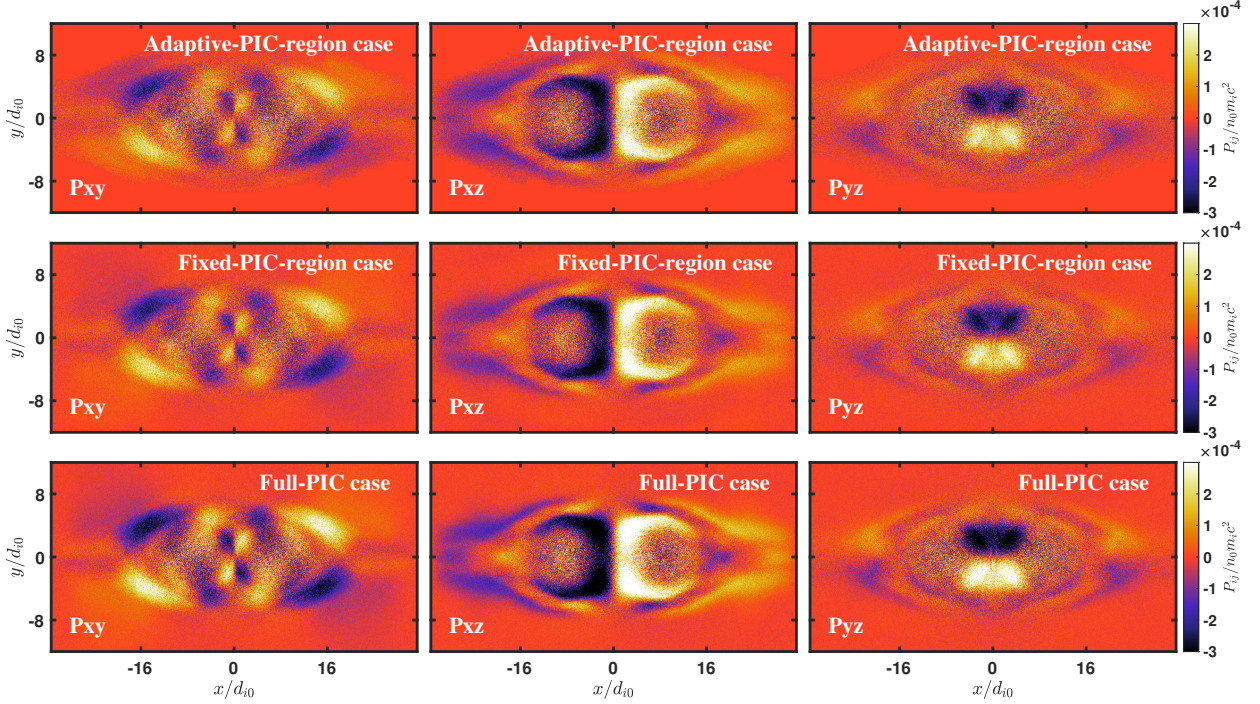 ×10⁻⁴
Adaptive-PIC-region case
Adaptive-PIC-region case
Adaptive-PIC-region case
8
0
-8
y/d_{i0}
Pxy
Pxz
Pyz
2
1
0
-1
-2
-3
P_{ij}/n_0m_ic^2
×10⁻⁴
Fixed-PIC-region case
Fixed-PIC-region case
Fixed-PIC-region case
8
0
-8
y/d_{i0}
Pxy
Pxz
Pyz
2
1
0
-1
-2
-3
P_{ij}/n_0m_ic^2
×10⁻⁴
Full-PIC case
Full-PIC case
Full-PIC case
8
0
-8
y/d_{i0}
Pxy
Pxz
Pyz
2
1
0
-1
-2
-3
P_{ij}/n_0m_ic^2
-16 0 16
-16 0 16
-16 0 16
x/d_{i0}
x/d_{i0}
x/d_{i0}